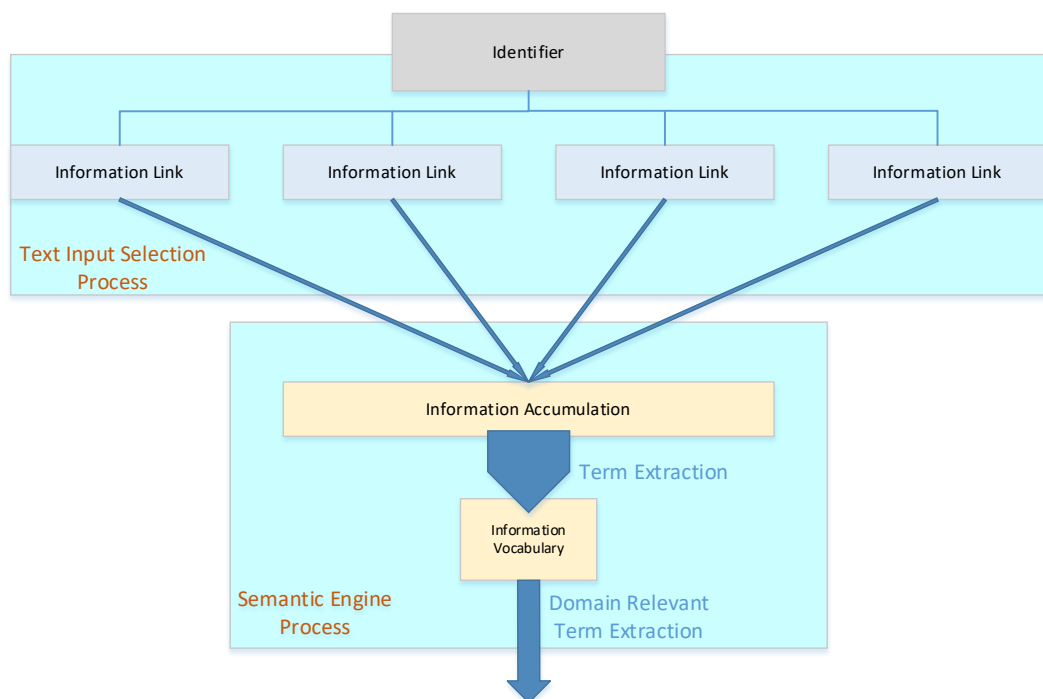 Identifier
Information Link
Information Link
Information Link
Information Link
Text Input Selection
Process
Information Accumulation
Term Extraction
Information
Vocabulary
Semantic Engine
Process
Domain Relevant
Term Extraction